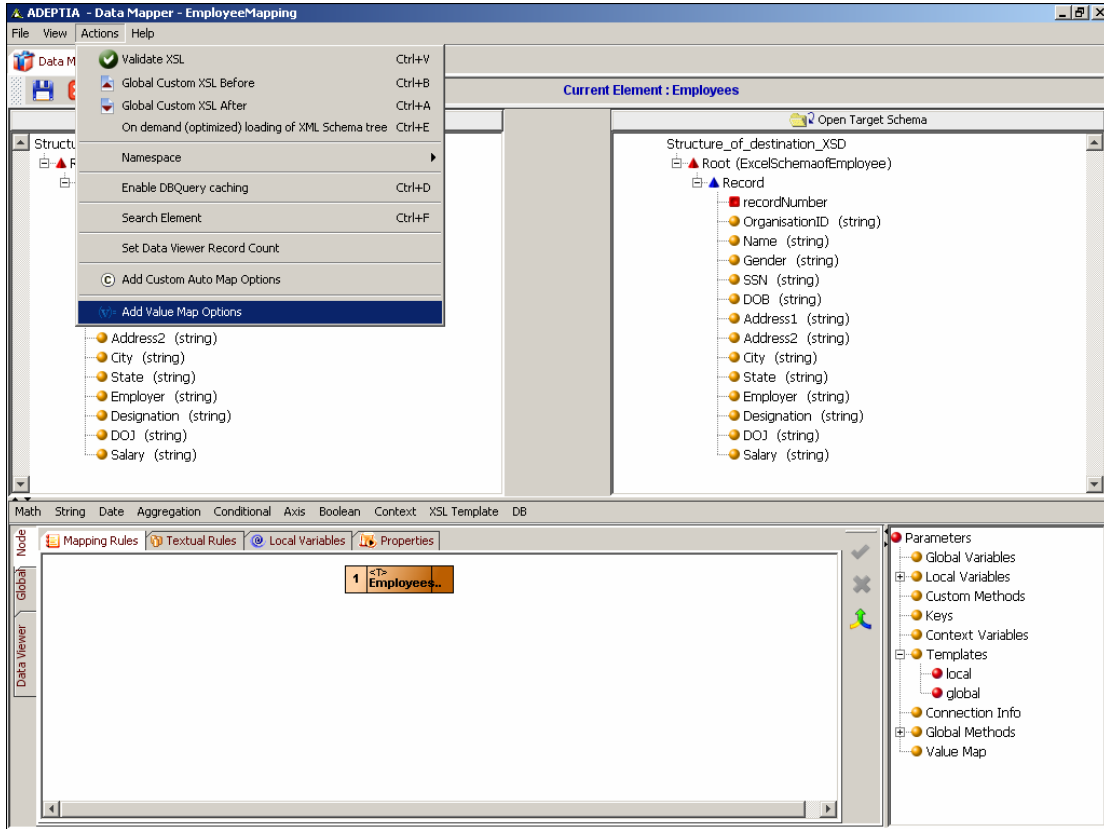 ADEPTIA - Data Mapper - EmployeeMapping
File View Actions Help
Data M
Validate XSL Ctrl+V
Global Custom XSL Before Ctrl+B
Global Custom XSL After Ctrl+A
On demand (optimized) loading of XML Schema tree Ctrl+E
Namespace
Enable DBQuery caching Ctrl+D
Search Element Ctrl+F
Set Data Viewer Record Count
Add Custom Auto Map Options
Add Value Map Options
Current Element : Employees
Structu
R
Address2 (string)
City (string)
State (string)
Employer (string)
Designation (string)
DOJ (string)
Salary (string)
Open Target Schema
Structure_of_destination_XSD
Root (ExcelSchemaofEmployee)
Record
recordNumber
OrganisationID (string)
Name (string)
Gender (string)
SSN (string)
DOB (string)
Address1 (string)
Address2 (string)
City (string)
State (string)
Employer (string)
Designation (string)
DOJ (string)
Salary (string)
Math String Date Aggregation Conditional Axis Boolean Context XSL Template DB
Node
Global
Data Viewer
Mapping Rules Textual Rules Local Variables Properties
1 <T> Employees..
Parameters
Global Variables
Local Variables
Custom Methods
Keys
Context Variables
Templates
local
global
Connection Info
Global Methods
Value Map